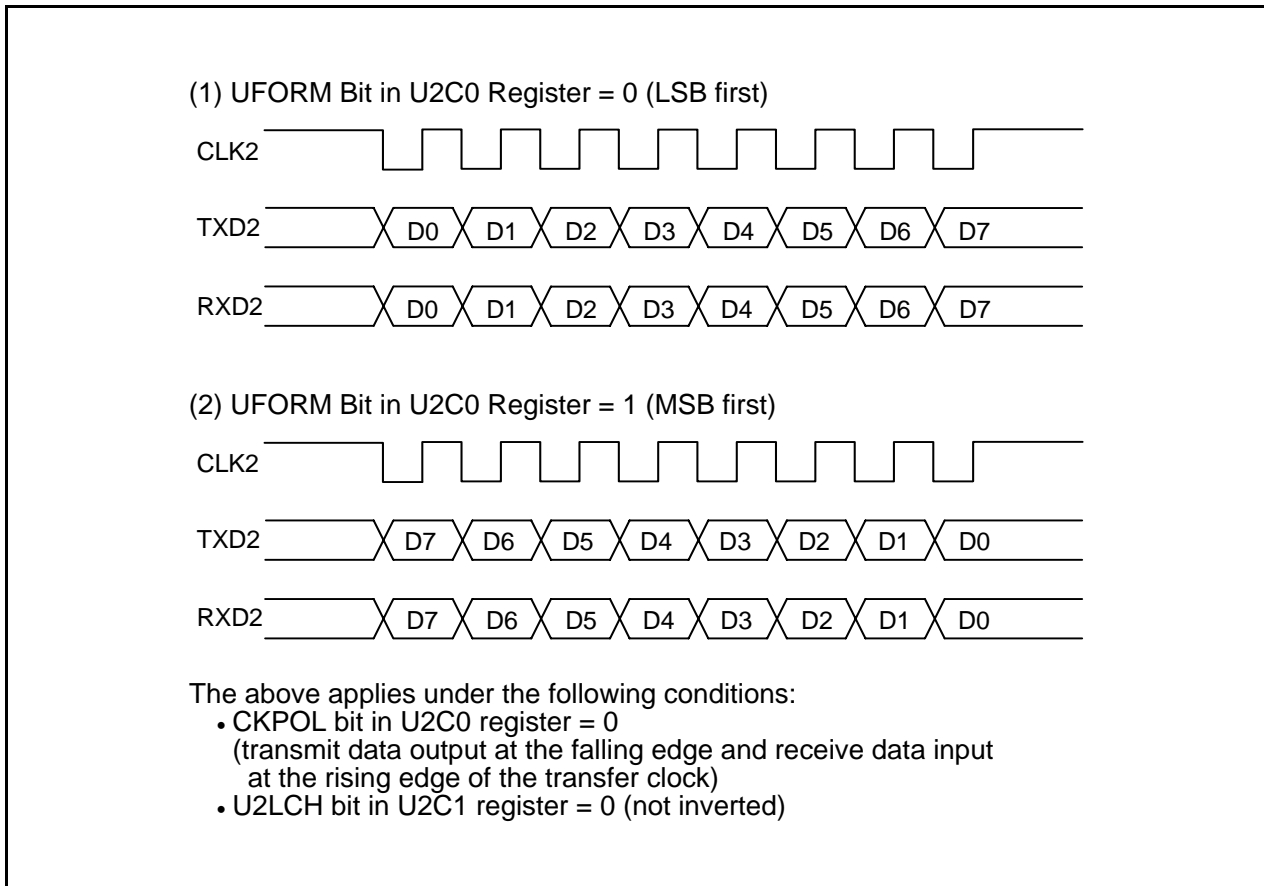 (1) UFORM Bit in U2C0 Register = 0 (LSB first)
CLK2
TXD2 D0 D1 D2 D3 D4 D5 D6 D7
RXD2 D0 D1 D2 D3 D4 D5 D6 D7
(2) UFORM Bit in U2C0 Register = 1 (MSB first)
CLK2
TXD2 D7 D6 D5 D4 D3 D2 D1 D0
RXD2 D7 D6 D5 D4 D3 D2 D1 D0
The above applies under the following conditions:
• CKPOL bit in U2C0 register = 0
(transmit data output at the falling edge and receive data input
at the rising edge of the transfer clock)
• U2LCH bit in U2C1 register = 0 (not inverted)